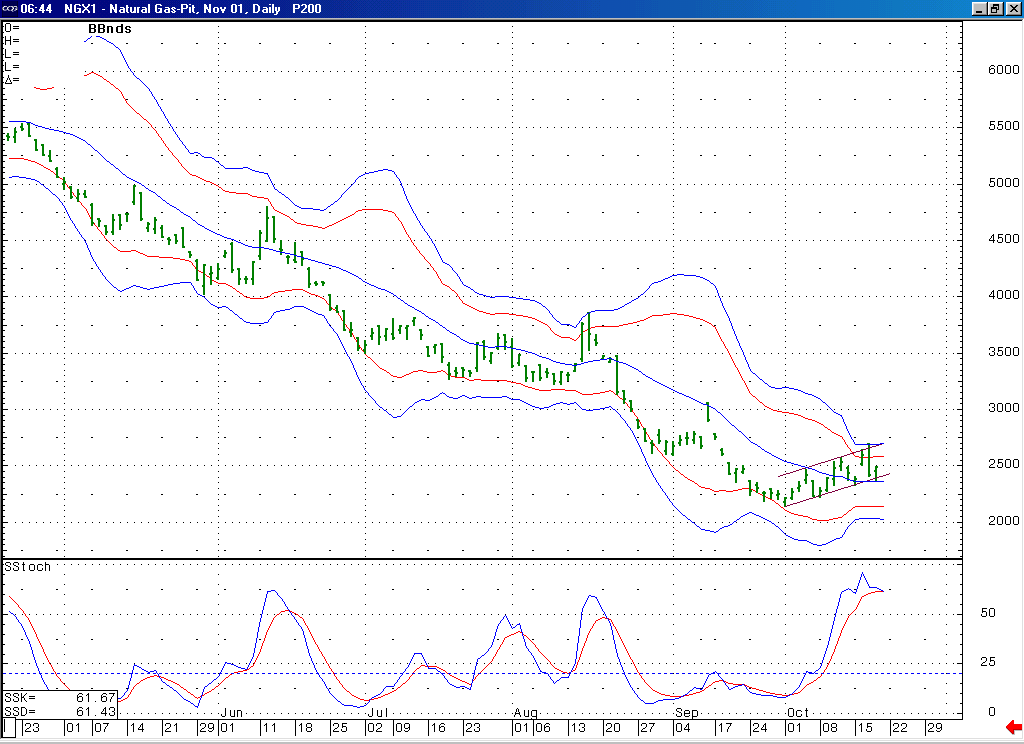 06:44 NGX1 - Natural Gas-Pit, Nov 01, Daily P200
O=
H=
L=
L=
Δ=
BBnds
6000
5500
5000
4500
4000
3500
3000
2500
2000
SStoch
50
25
0
SSK= 61.67
SSD= 61.43
Jun Jul Aug Sep Oct
23 01 07 14 21 29 01 11 18 25 02 09 16 23 01 06 13 20 27 04 17 24 01 08 15 22 29